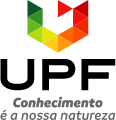 UPF
Conhecimento
é a nossa natureza